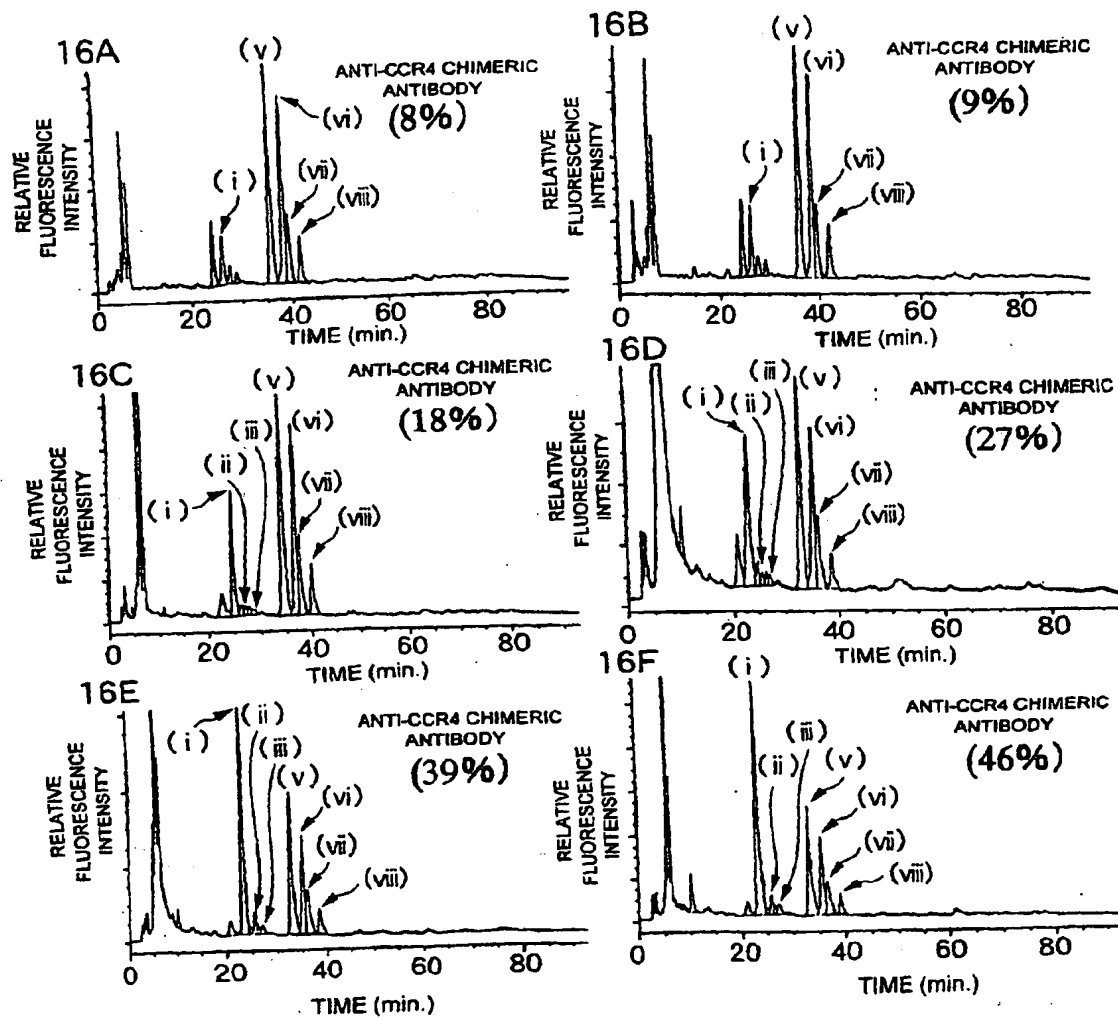 16A
(v)
ANTI-CCR4 CHIMERIC
ANTIBODY
(8%)
(vi)
(i)
(vii)
(viii)
RELATIVE
FLUORESCENCE
INTENSITY
0
20
40
60
80
TIME (min.)
16B
(v)
(vi)
ANTI-CCR4 CHIMERIC
ANTIBODY
(9%)
(i)
(vii)
(viii)
RELATIVE
FLUORESCENCE
INTENSITY
0
20
40
60
80
TIME (min.)
16C
(v)
ANTI-CCR4 CHIMERIC
ANTIBODY
(18%)
(iii)
(vi)
(ii)
(vii)
(i)
(viii)
RELATIVE
FLUORESCENCE
INTENSITY
0
20
40
60
80
TIME (min.)
16D
(iii)
(v)
ANTI-CCR4 CHIMERIC
ANTIBODY
(27%)
(i)
(ii)
(vi)
(vii)
(viii)
RELATIVE
FLUORESCENCE
INTENSITY
0
20
40
60
80
TIME (min.)
16E
(ii)
ANTI-CCR4 CHIMERIC
ANTIBODY
(39%)
(i)
(iii)
(v)
(vi)
(vii)
(viii)
RELATIVE
FLUORESCENCE
INTENSITY
0
20
40
60
80
TIME (min.)
16F
(i)
ANTI-CCR4 CHIMERIC
ANTIBODY
(46%)
(iii)
(ii)
(v)
(vi)
(vii)
(viii)
RELATIVE
FLUORESCENCE
INTENSITY
0
20
40
60
80
TIME (min.)